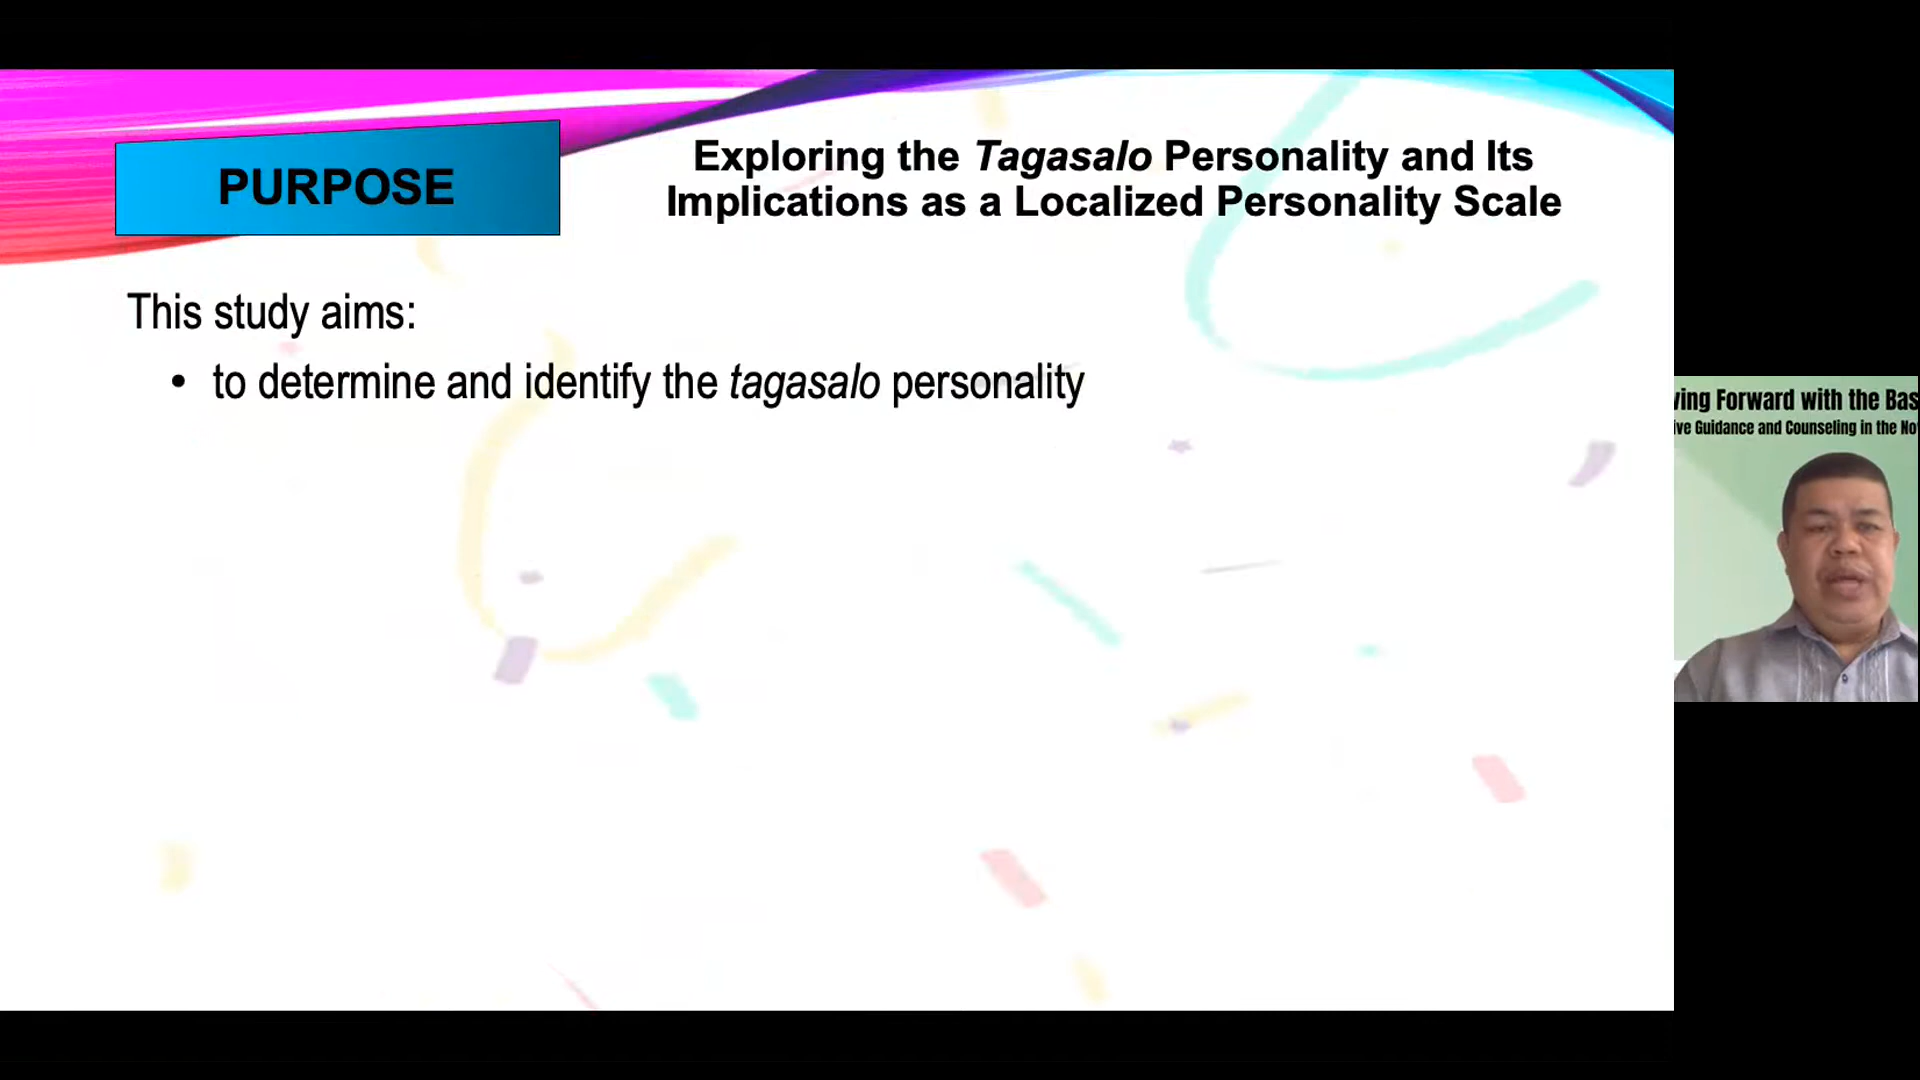 PURPOSE
Exploring the Tagasalo Personality and Its
Implications as a Localized Personality Scale
This study aims:
• to determine and identify the tagasalo personality
ving Forward with the Bas
ive Guidance and Counseling in the No